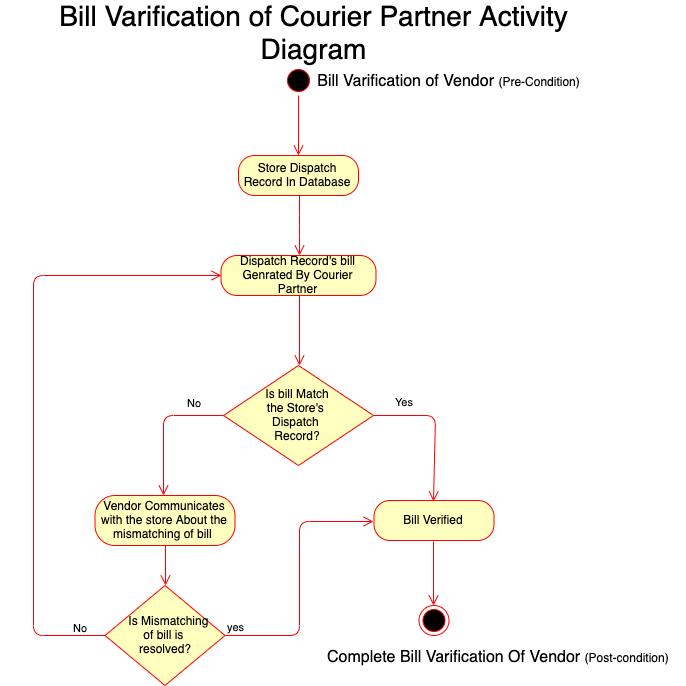 Bill Varification of Courier Partner Activity
Diagram
Bill Varification of Vendor (Pre-Condition)
Store Dispatch
Record In Database
Dispatch Record's bill
Genrated By Courier
Partner
Is bill Match
the Store's
Dispatch
Record?
No
Yes
Vendor Communicates
with the store About the
mismatching of bill
Bill Verified
Is Mismatching
of bill is
resolved?
No
yes
Complete Bill Varification Of Vendor (Post-condition)